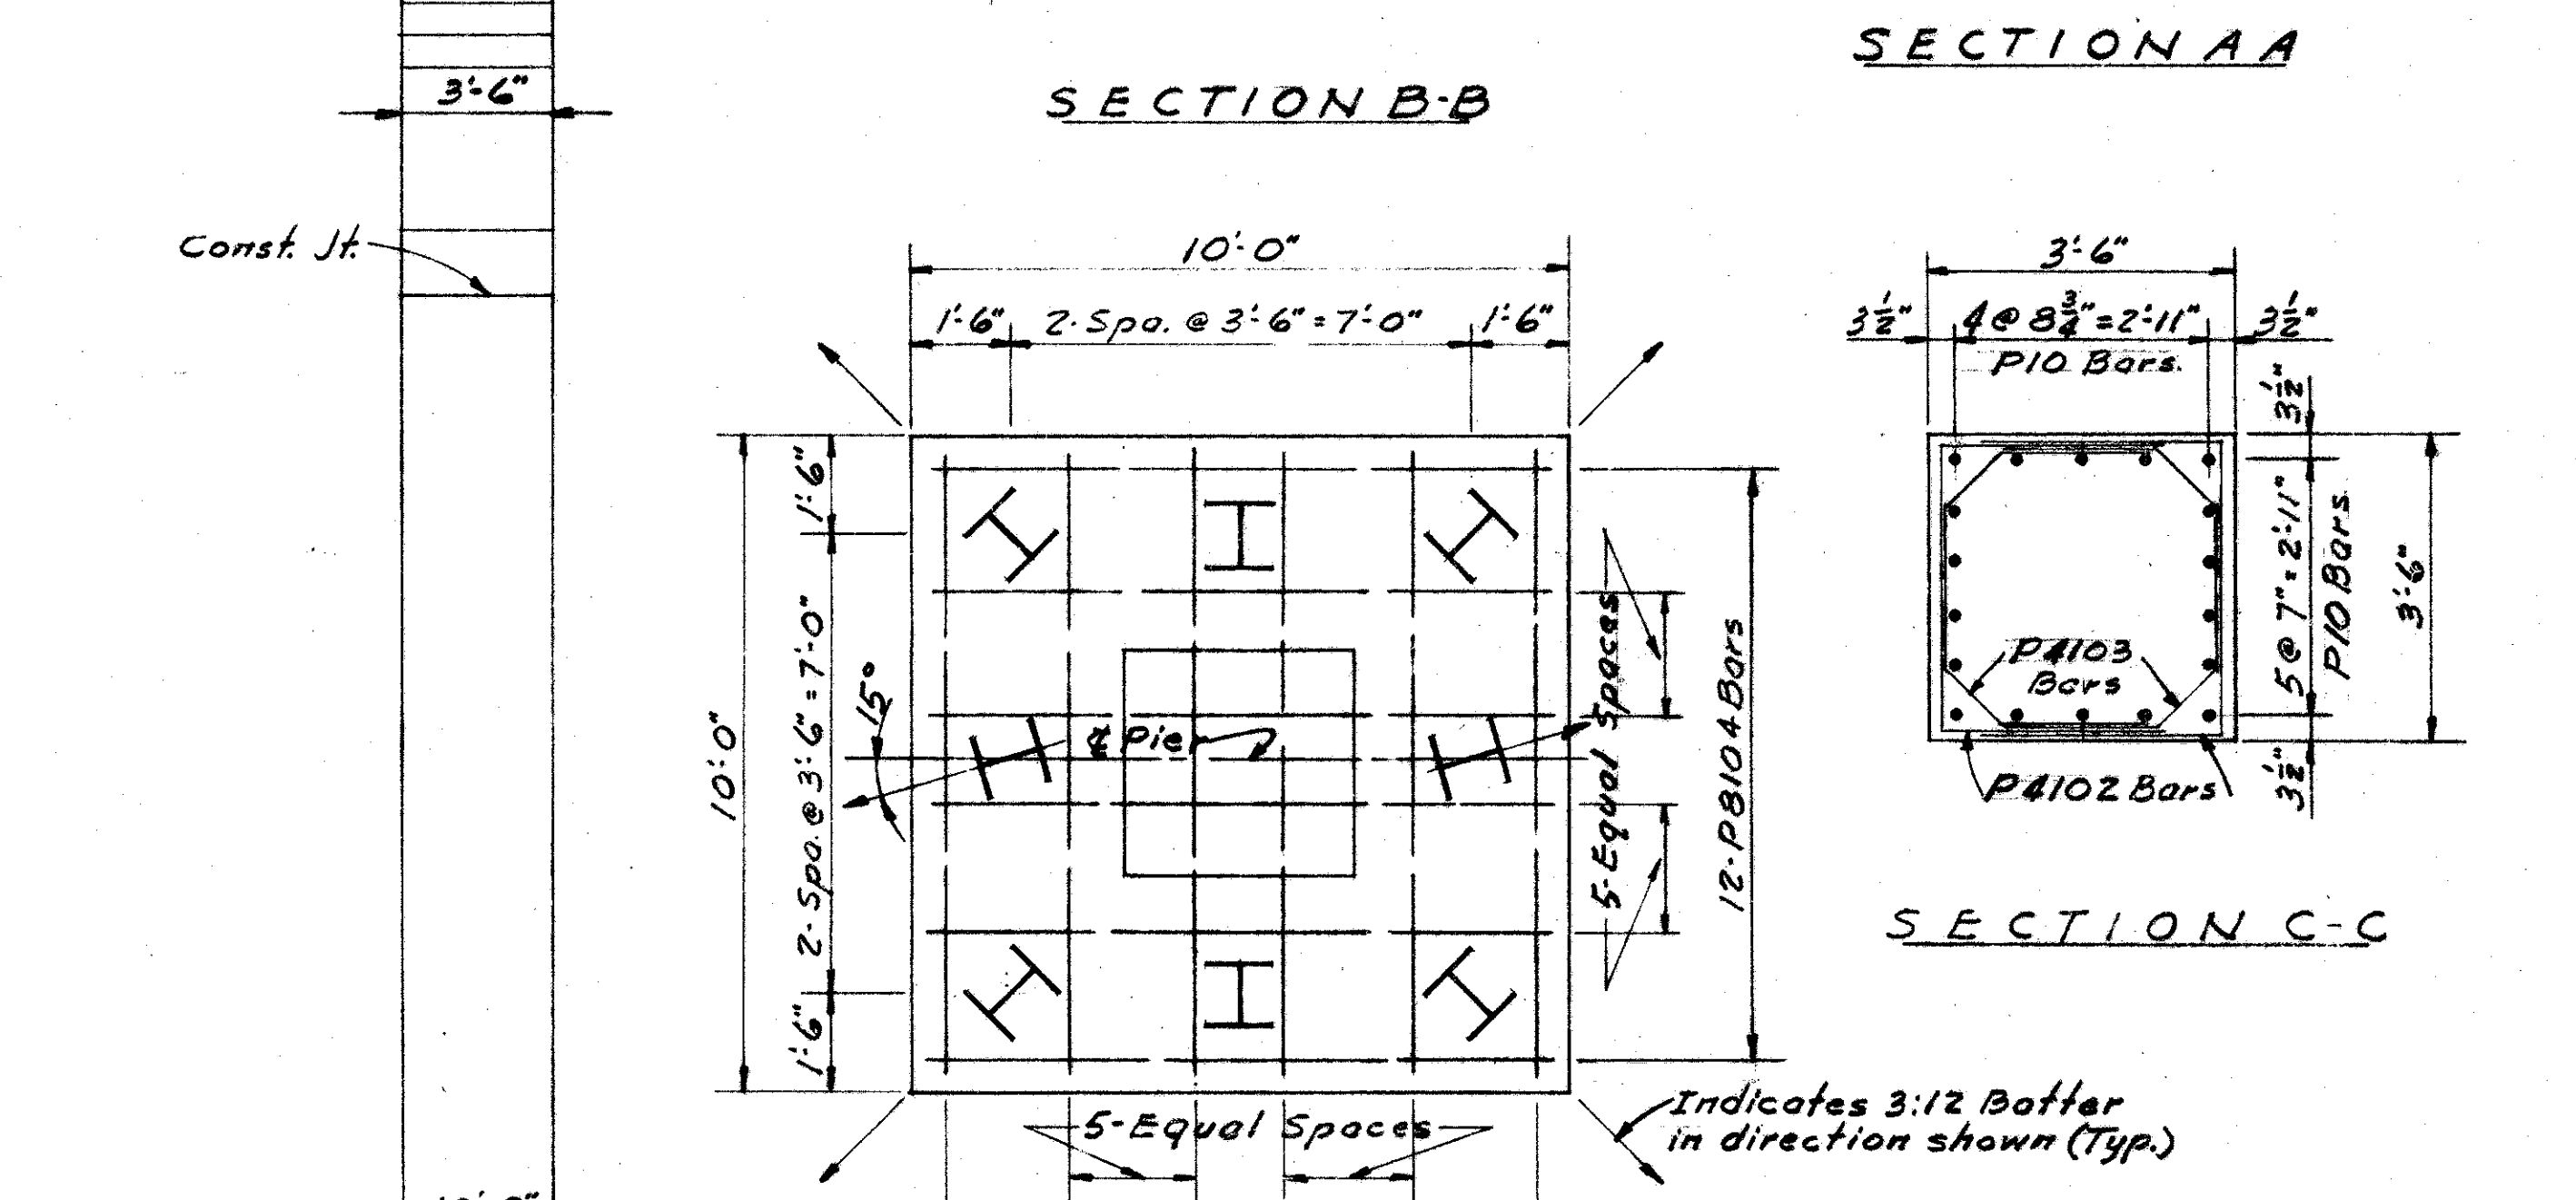 SECTION A A
3'-6"
SECTION B-B
Const. Jt.
10'-0"
1'-6" 2-Spa. @ 3'-6" = 7'-0" 1'-6"
1'-6"
2-Spa. @ 3'-6" = 7'-0"
1'-6"
10'-0"
15°
℄ Pier
5-Equal Spaces
12-P8104 Bars
5-Equal Spaces
Indicates 3:12 Batter
in direction shown (Typ.)
3'-6"
3½" 4 @ 8¾" = 2'-11" 3½"
P10 Bars.
3½"
5 @ 7" = 2'-11"
P10 Bars
3'-6"
3½"
P4103
Bars
P4102 Bars
SECTION C-C